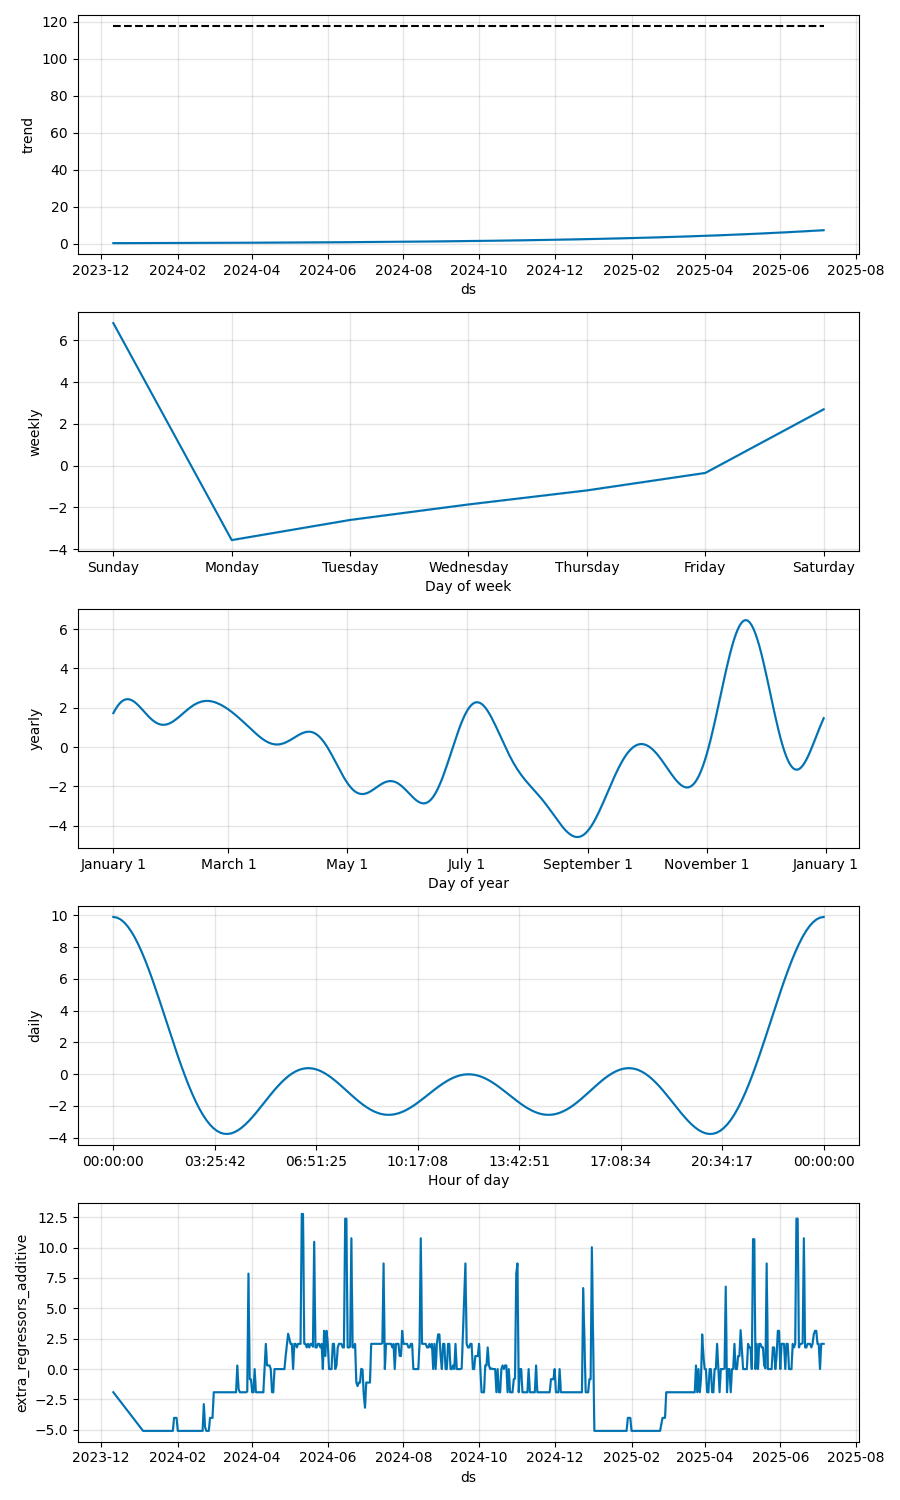 120
100
80
60
40
20
0
trend
2023-12 2024-02 2024-04 2024-06 2024-08 2024-10 2024-12 2025-02 2025-04 2025-06 2025-08
ds
6
4
2
0
−2
−4
weekly
Sunday Monday Tuesday Wednesday Thursday Friday Saturday
Day of week
6
4
2
0
−2
−4
yearly
January 1 March 1 May 1 July 1 September 1 November 1 January 1
Day of year
10
8
6
4
2
0
−2
−4
daily
00:00:00 03:25:42 06:51:25 10:17:08 13:42:51 17:08:34 20:34:17 00:00:00
Hour of day
12.5
10.0
7.5
5.0
2.5
0.0
−2.5
−5.0
extra_regressors_additive
2023-12 2024-02 2024-04 2024-06 2024-08 2024-10 2024-12 2025-02 2025-04 2025-06 2025-08
ds